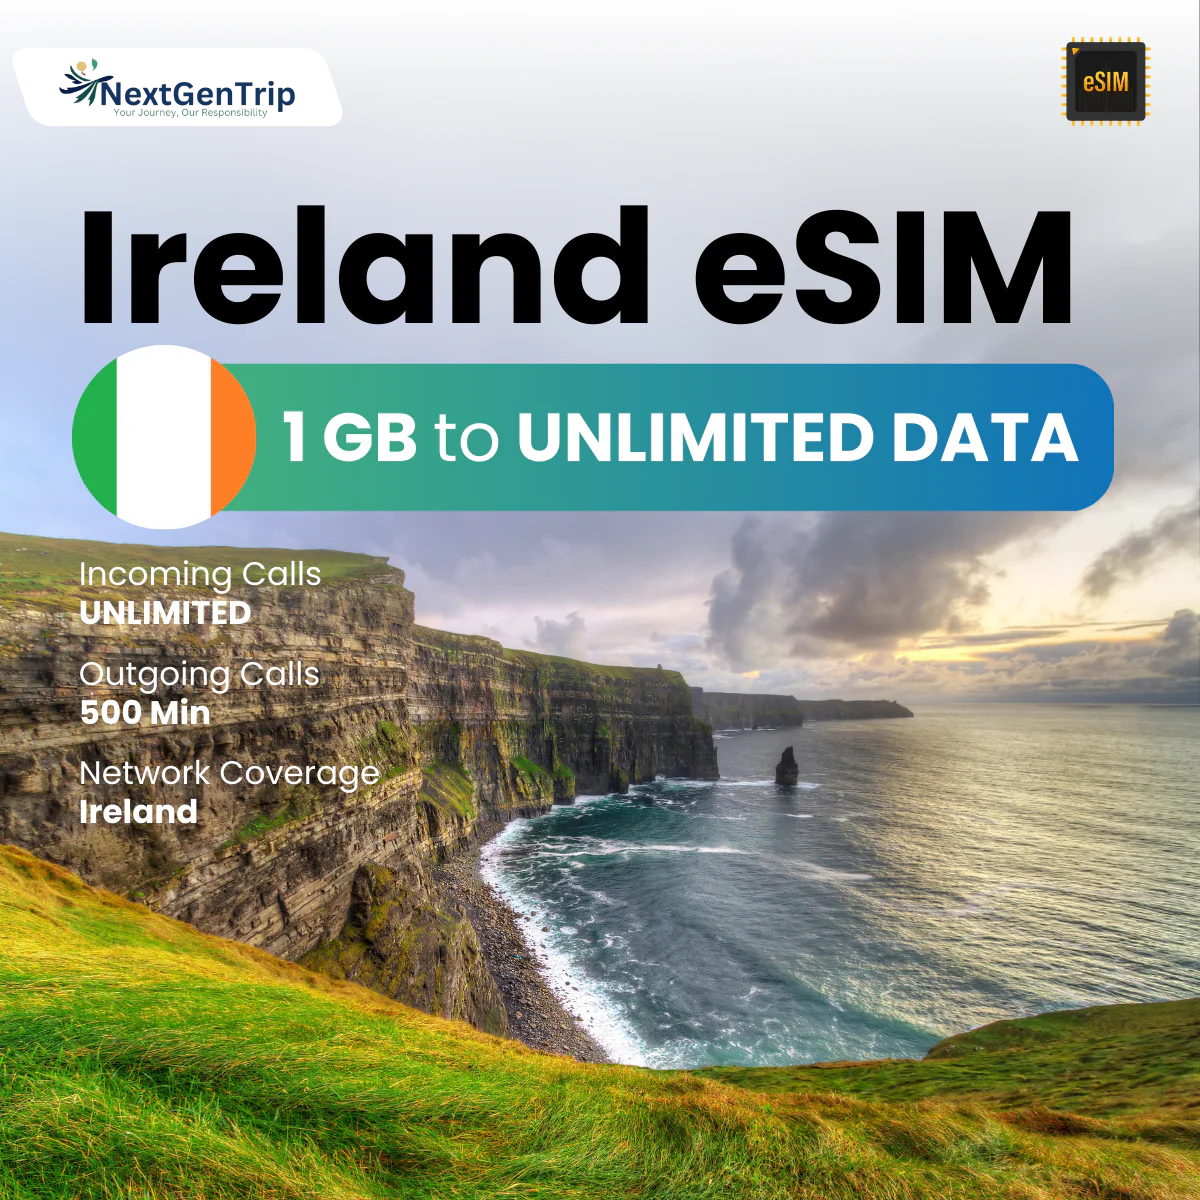 NextGenTrip
Your Journey, Our Responsibility
eSIM
Ireland eSIM
1 GB to UNLIMITED DATA
Incoming Calls
UNLIMITED
Outgoing Calls
500 Min
Network Coverage
Ireland